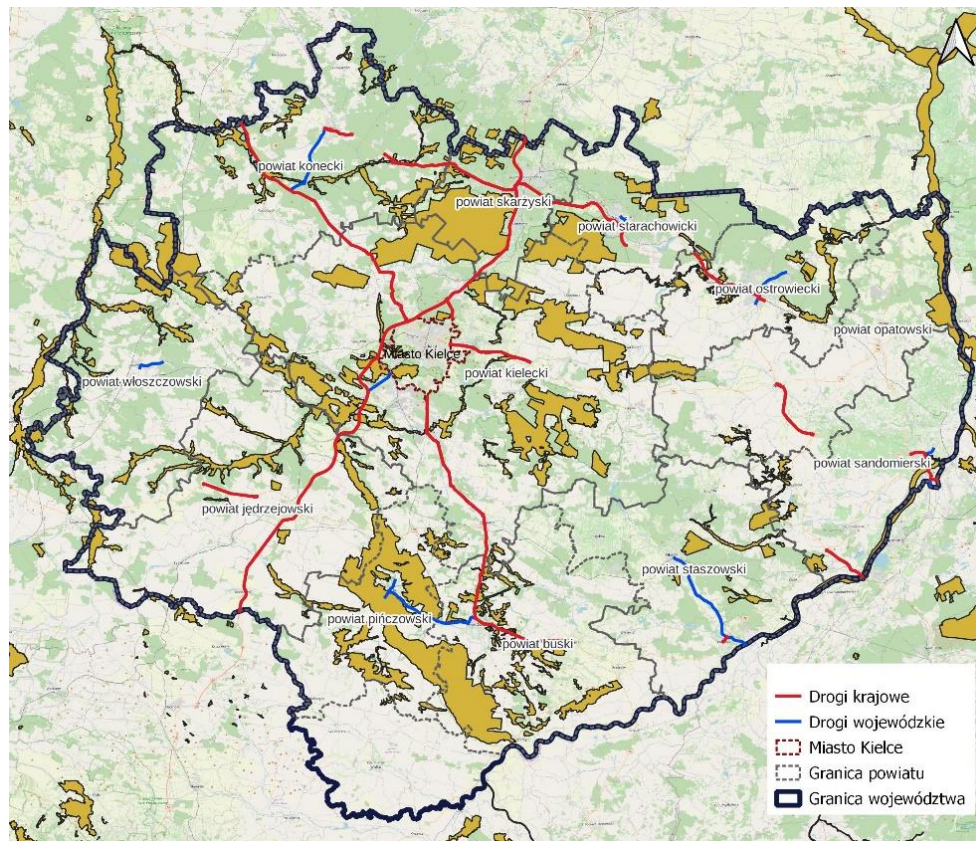 powiat konecki
powiat skarżyski
powiat starachowicki
powiat ostrowiecki
powiat opatowski
Miasto Kielce
powiat kielecki
powiat włoszczowski
powiat sandomierski
powiat jędrzejowski
powiat staszowski
powiat pińczowski
powiat buski
Drogi krajowe
Drogi wojewódzkie
Miasto Kielce
Granica powiatu
Granica województwa